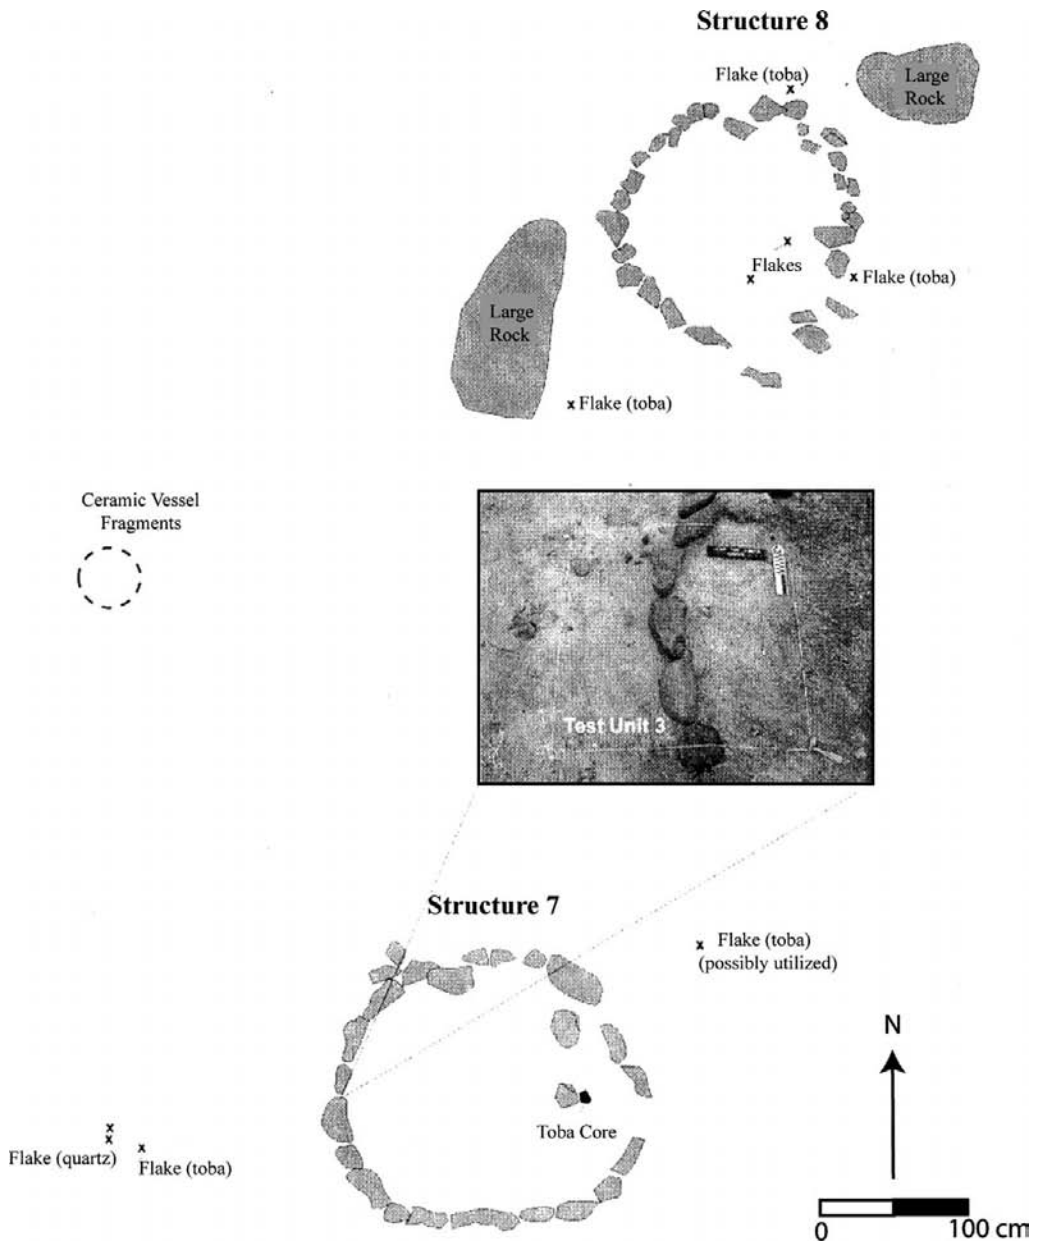 Structure 8
Flake (toba)
Large
Rock
Flakes
Flake (toba)
Large
Rock
Flake (toba)
Ceramic Vessel
Fragments
Test Unit 3
Structure 7
Flake (toba)
(possibly utilized)
N
Toba Core
Flake (quartz)
Flake (toba)
0
100 cm